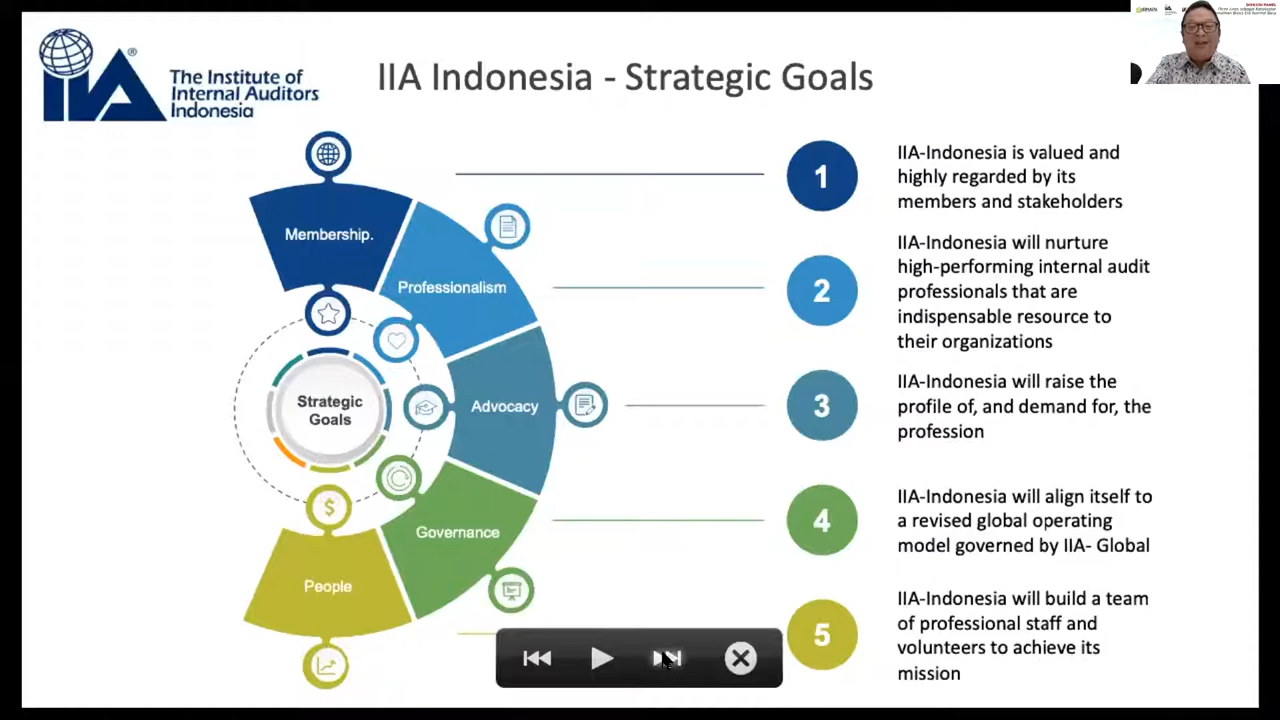 IIA®
The Institute of
Internal Auditors
Indonesia
IIA Indonesia - Strategic Goals
Membership.
Professionalism
Advocacy
Governance
People
Strategic
Goals
1
IIA-Indonesia is valued and
highly regarded by its
members and stakeholders
2
IIA-Indonesia will nurture
high-performing internal audit
professionals that are
indispensable resource to
their organizations
3
IIA-Indonesia will raise the
profile of, and demand for, the
profession
4
IIA-Indonesia will align itself to
a revised global operating
model governed by IIA- Global
5
IIA-Indonesia will build a team
of professional staff and
volunteers to achieve its
mission